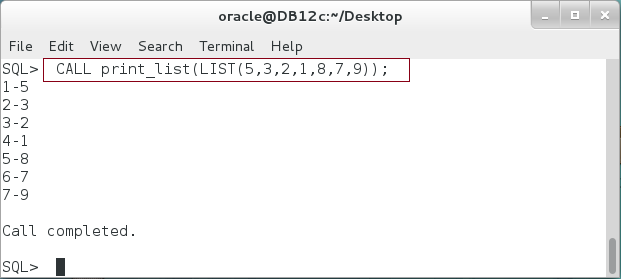 oracle@DB12c:~/Desktop
File Edit View Search Terminal Help
SQL> CALL print_list(LIST(5,3,2,1,8,7,9));
1-5
2-3
3-2
4-1
5-8
6-7
7-9
Call completed.
SQL>